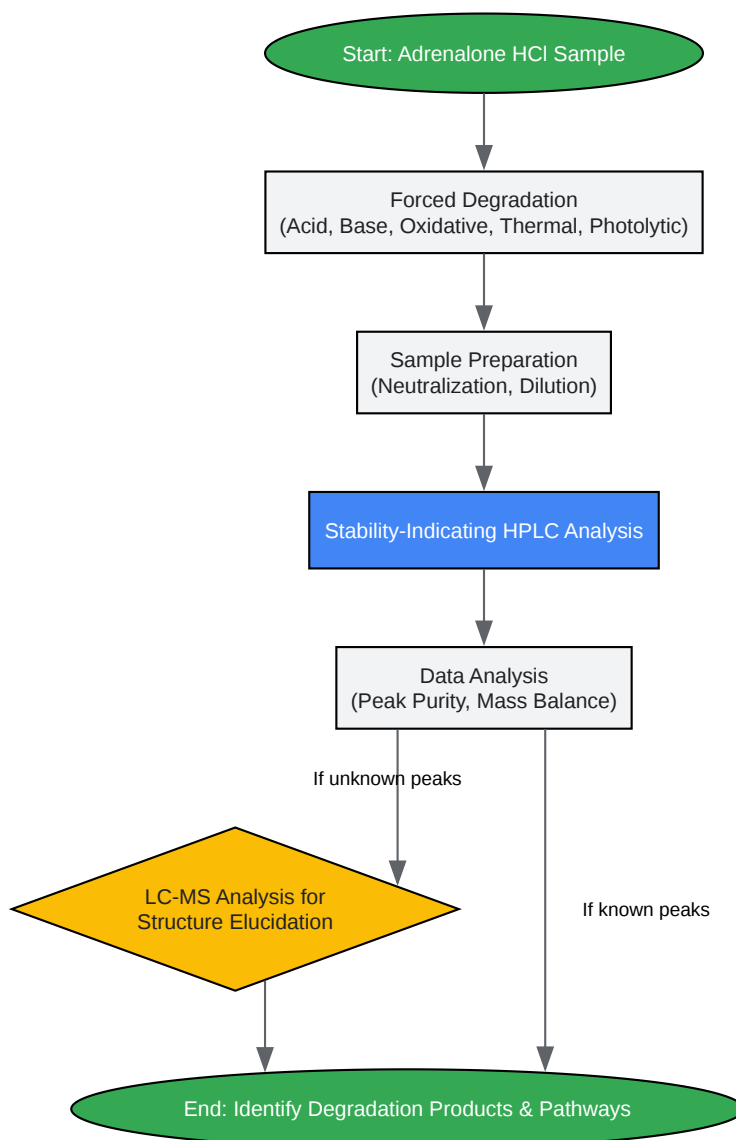 Start: Adrenalone HCl Sample
Forced Degradation
(Acid, Base, Oxidative, Thermal, Photolytic)
Sample Preparation
(Neutralization, Dilution)
Stability-Indicating HPLC Analysis
Data Analysis
(Peak Purity, Mass Balance)
If unknown peaks
LC-MS Analysis for
Structure Elucidation
If known peaks
End: Identify Degradation Products & Pathways